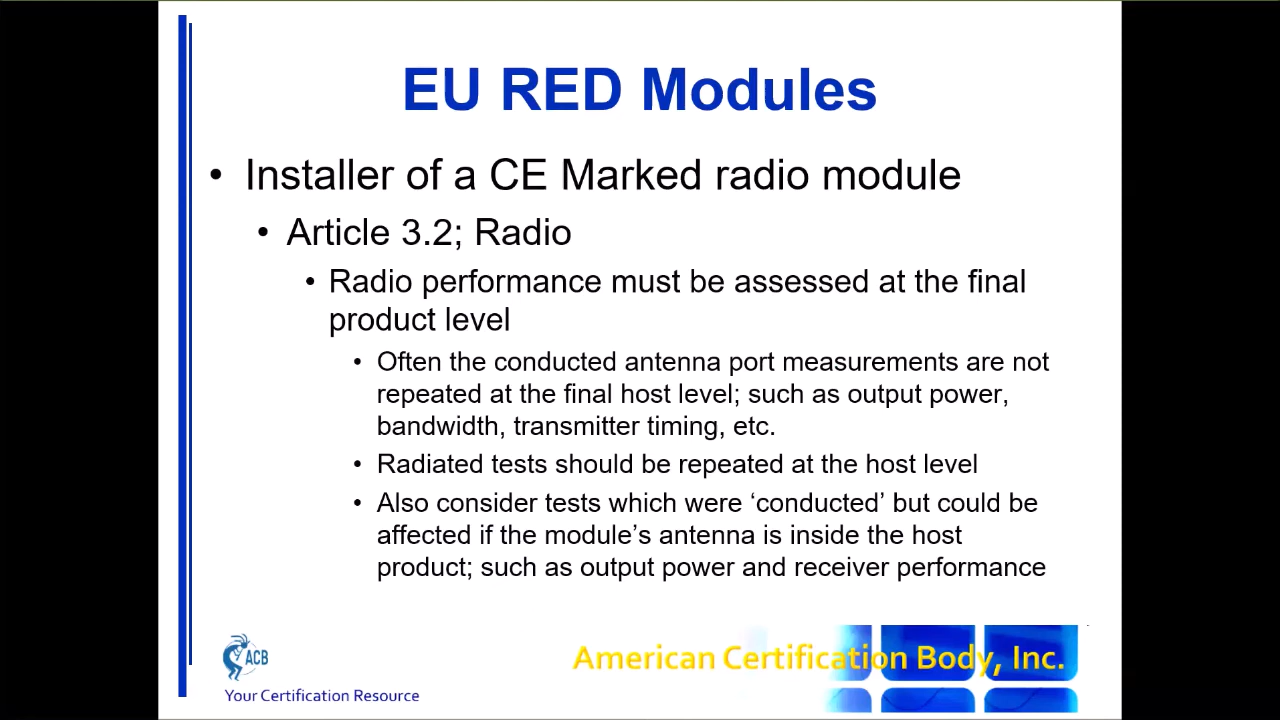 EU RED Modules
• Installer of a CE Marked radio module
• Article 3.2; Radio
• Radio performance must be assessed at the final
product level
• Often the conducted antenna port measurements are not
repeated at the final host level; such as output power,
bandwidth, transmitter timing, etc.
• Radiated tests should be repeated at the host level
• Also consider tests which were ‘conducted’ but could be
affected if the module’s antenna is inside the host
product; such as output power and receiver performance
ACB
American Certification Body, Inc.
Your Certification Resource